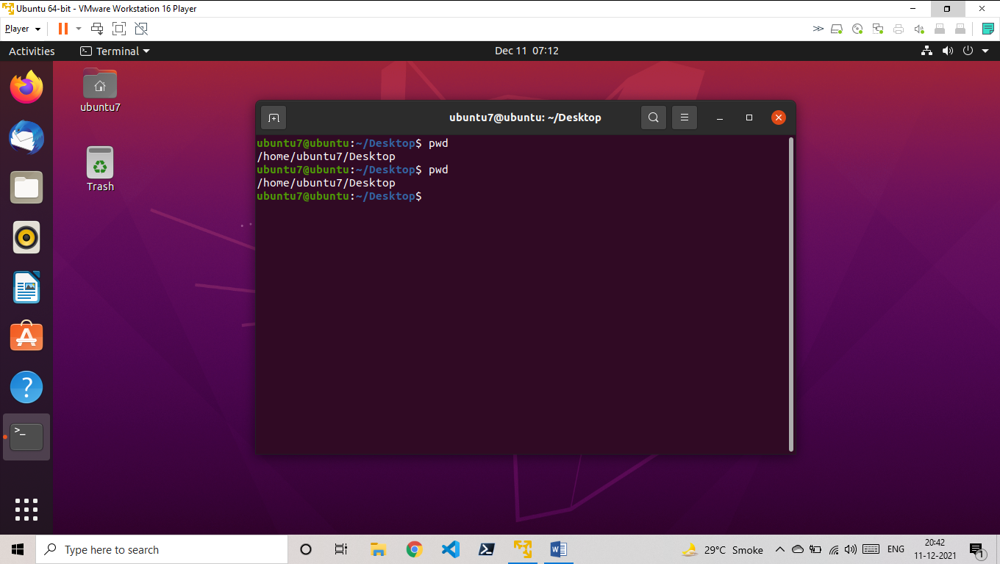 Ubuntu 64-bit - VMware Workstation 16 Player
Player
Activities
Terminal
Dec 11 07:12
ubuntu7
Trash
ubuntu7@ubuntu: ~/Desktop
ubuntu7@ubuntu:~/Desktop$ pwd
/home/ubuntu7/Desktop
ubuntu7@ubuntu:~/Desktop$ pwd
/home/ubuntu7/Desktop
ubuntu7@ubuntu:~/Desktop$
>_
Type here to search
29°C Smoke
ENG
20:42
11-12-2021
1